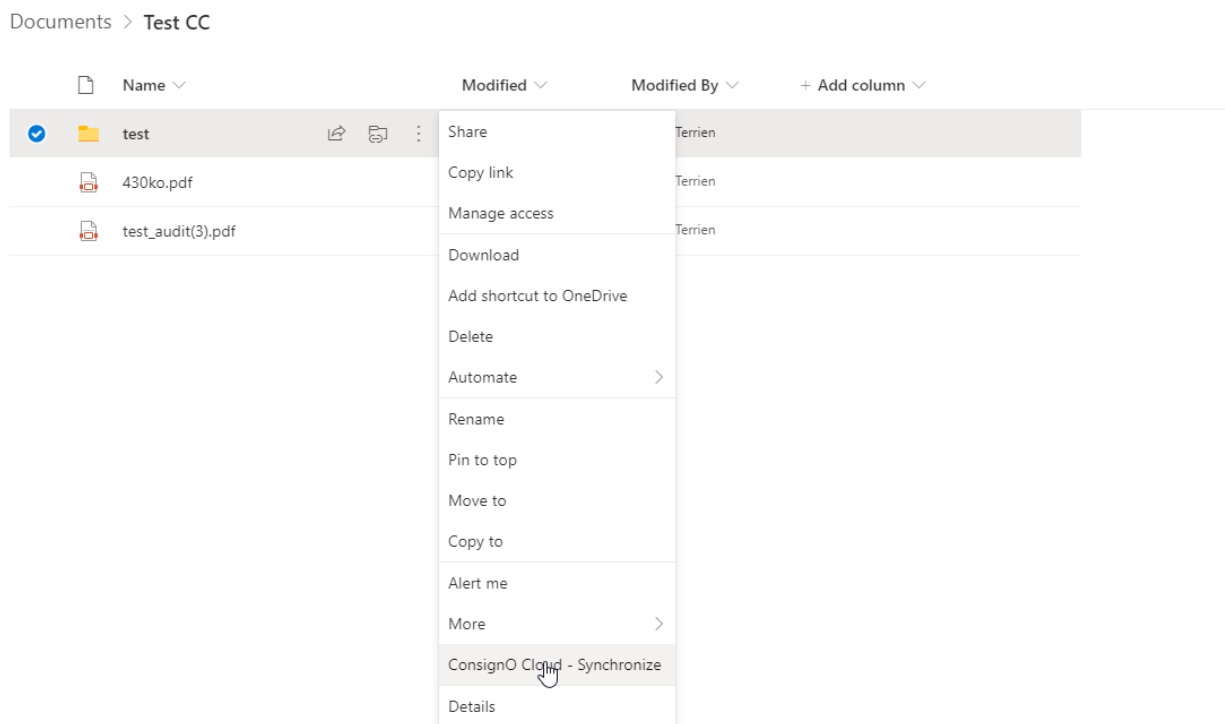 Documents > Test CC
Name Modified Modified By + Add column
test Terrien
430ko.pdf Terrien
test_audit(3).pdf Terrien
Share
Copy link
Manage access
Download
Add shortcut to OneDrive
Delete
Automate
Rename
Pin to top
Move to
Copy to
Alert me
More
ConsignO Cloud - Synchronize
Details